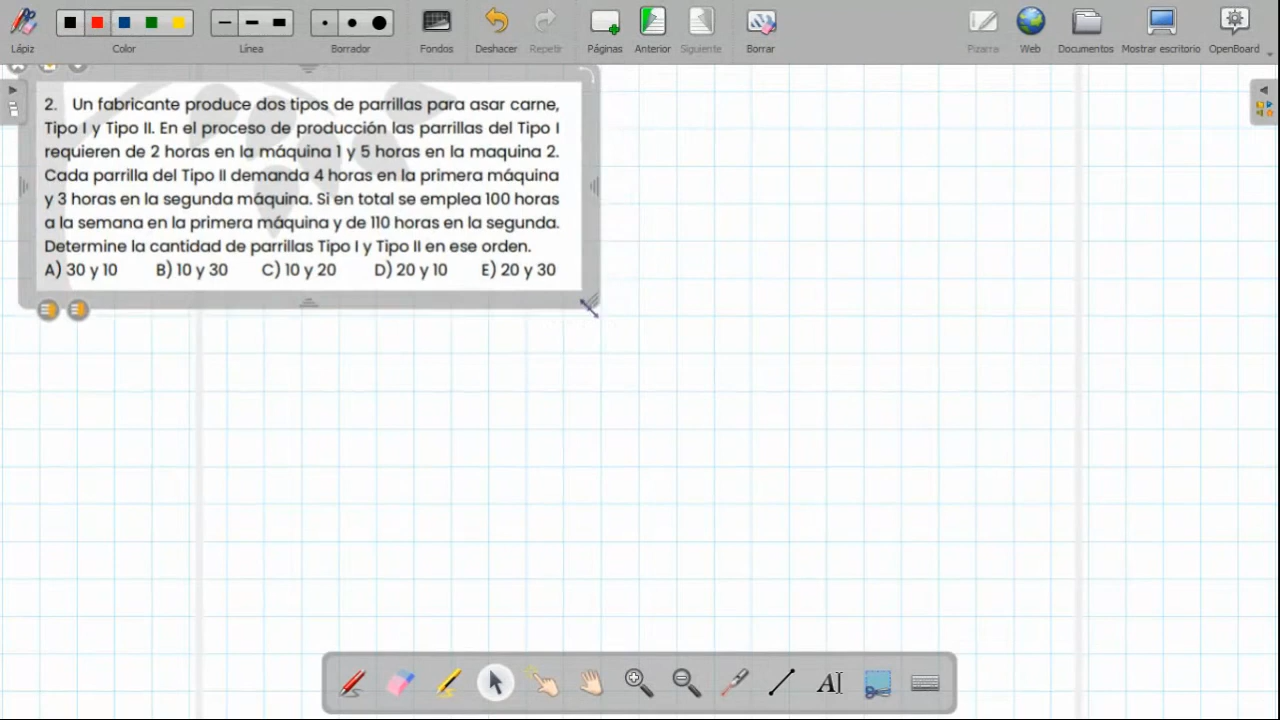 Lápiz
Color
Línea
Borrador
Fondos
Deshacer
Repetir
Páginas
Anterior
Siguiente
Borrar
Pizarra
Web
Documentos
Mostrar escritorio
OpenBoard
2. Un fabricante produce dos tipos de parrillas para asar carne,
Tipo I y Tipo II. En el proceso de producción las parrillas del Tipo I
requieren de 2 horas en la máquina 1 y 5 horas en la maquina 2.
Cada parrilla del Tipo II demanda 4 horas en la primera máquina
y 3 horas en la segunda máquina. Si en total se emplea 100 horas
a la semana en la primera máquina y de 110 horas en la segunda.
Determine la cantidad de parrillas Tipo I y Tipo II en ese orden.
A) 30 y 10 B) 10 y 30 C) 10 y 20 D) 20 y 10 E) 20 y 30
AI